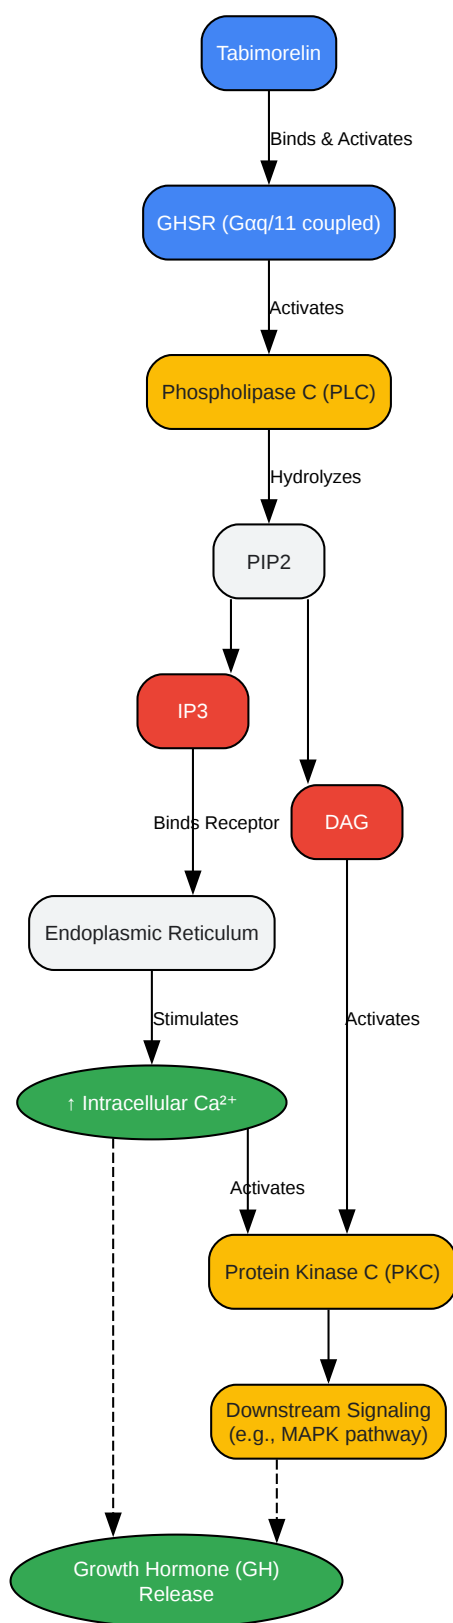 Tabimorelin
Binds & Activates
GHSR (Gαq/11 coupled)
Activates
Phospholipase C (PLC)
Hydrolyzes
PIP2
IP3
Binds Receptor
DAG
Endoplasmic Reticulum
Stimulates
Activates
↑ Intracellular Ca²⁺
Activates
Protein Kinase C (PKC)
Downstream Signaling
(e.g., MAPK pathway)
Growth Hormone (GH)
Release